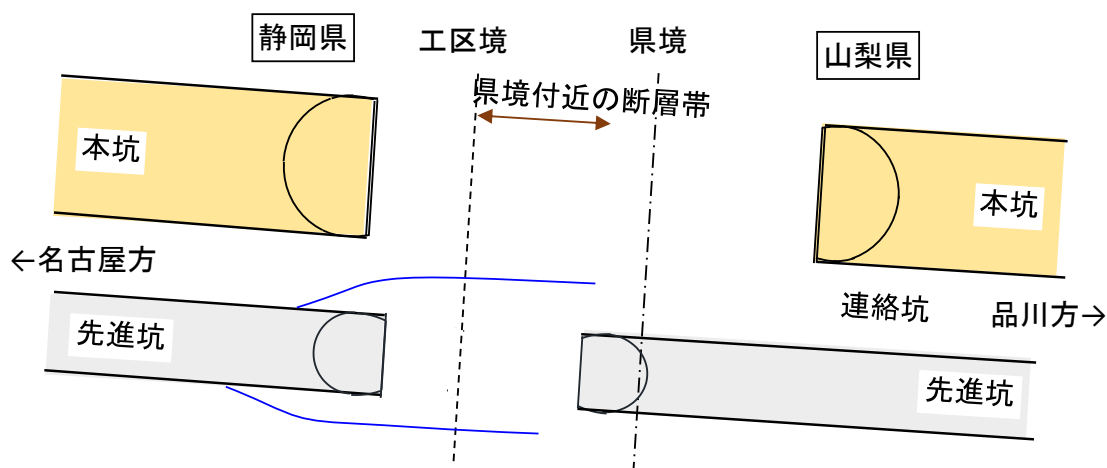 静岡県
工区境
県境
山梨県
県境付近の断層帯
本坑
本坑
←名古屋方
先進坑
連絡坑
品川方→
先進坑